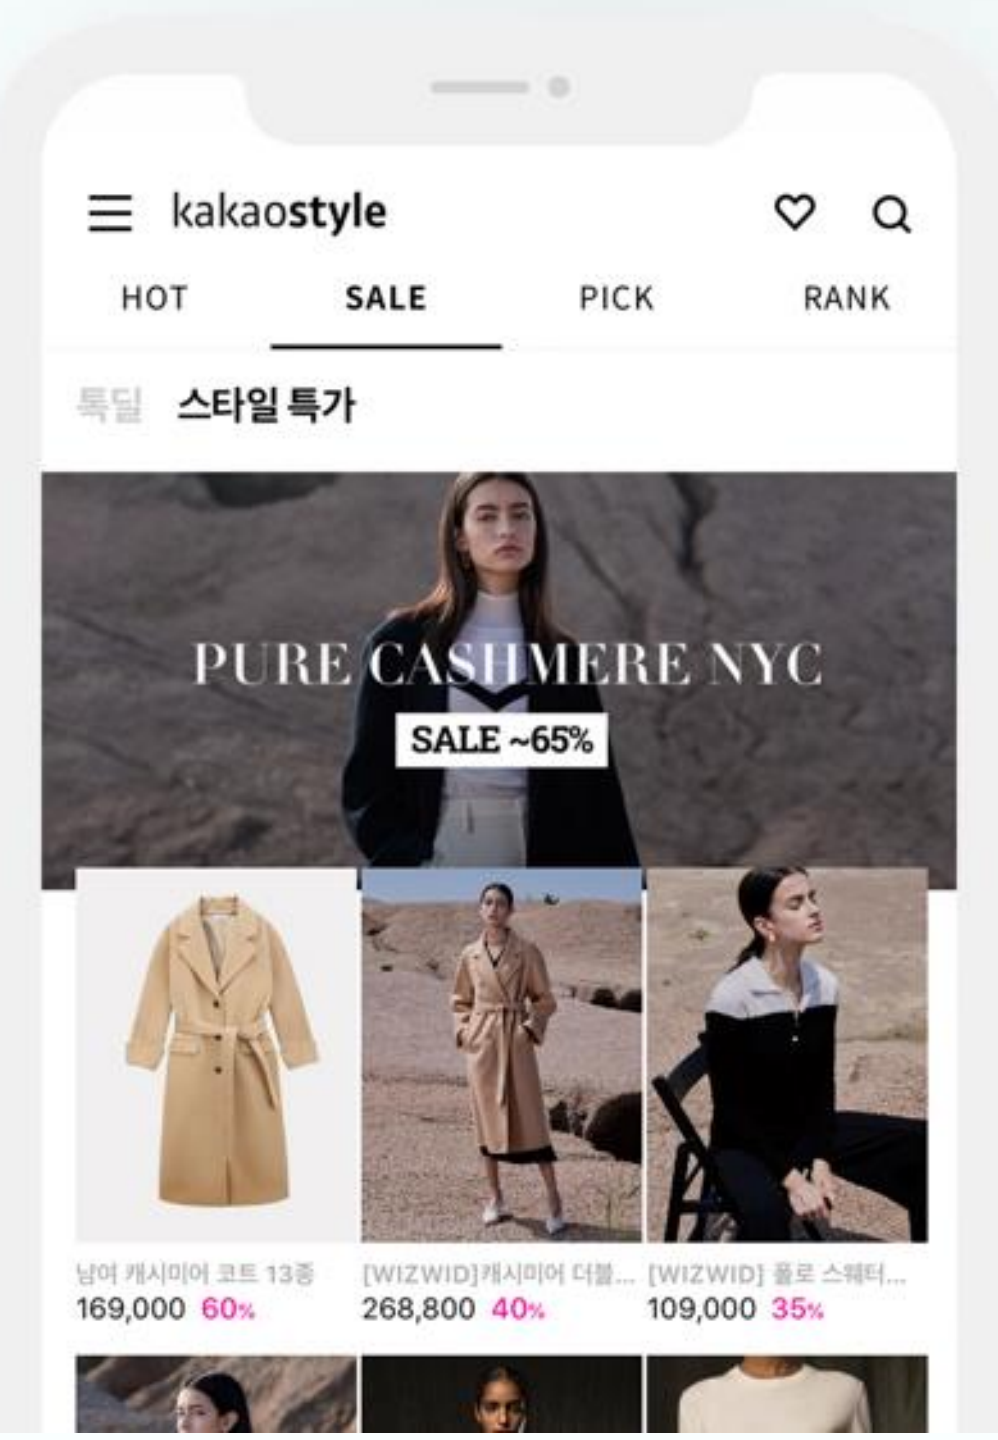 kakaostyle
HOT SALE PICK RANK
톡딜 스타일 특가
PURE CASHMERE NYC
SALE ~65%
남여 캐시미어 코트 13종
169,000 60%
[WIZWID]캐시미어 더블...
268,800 40%
[WIZWID] 폴로 스웨터...
109,000 35%